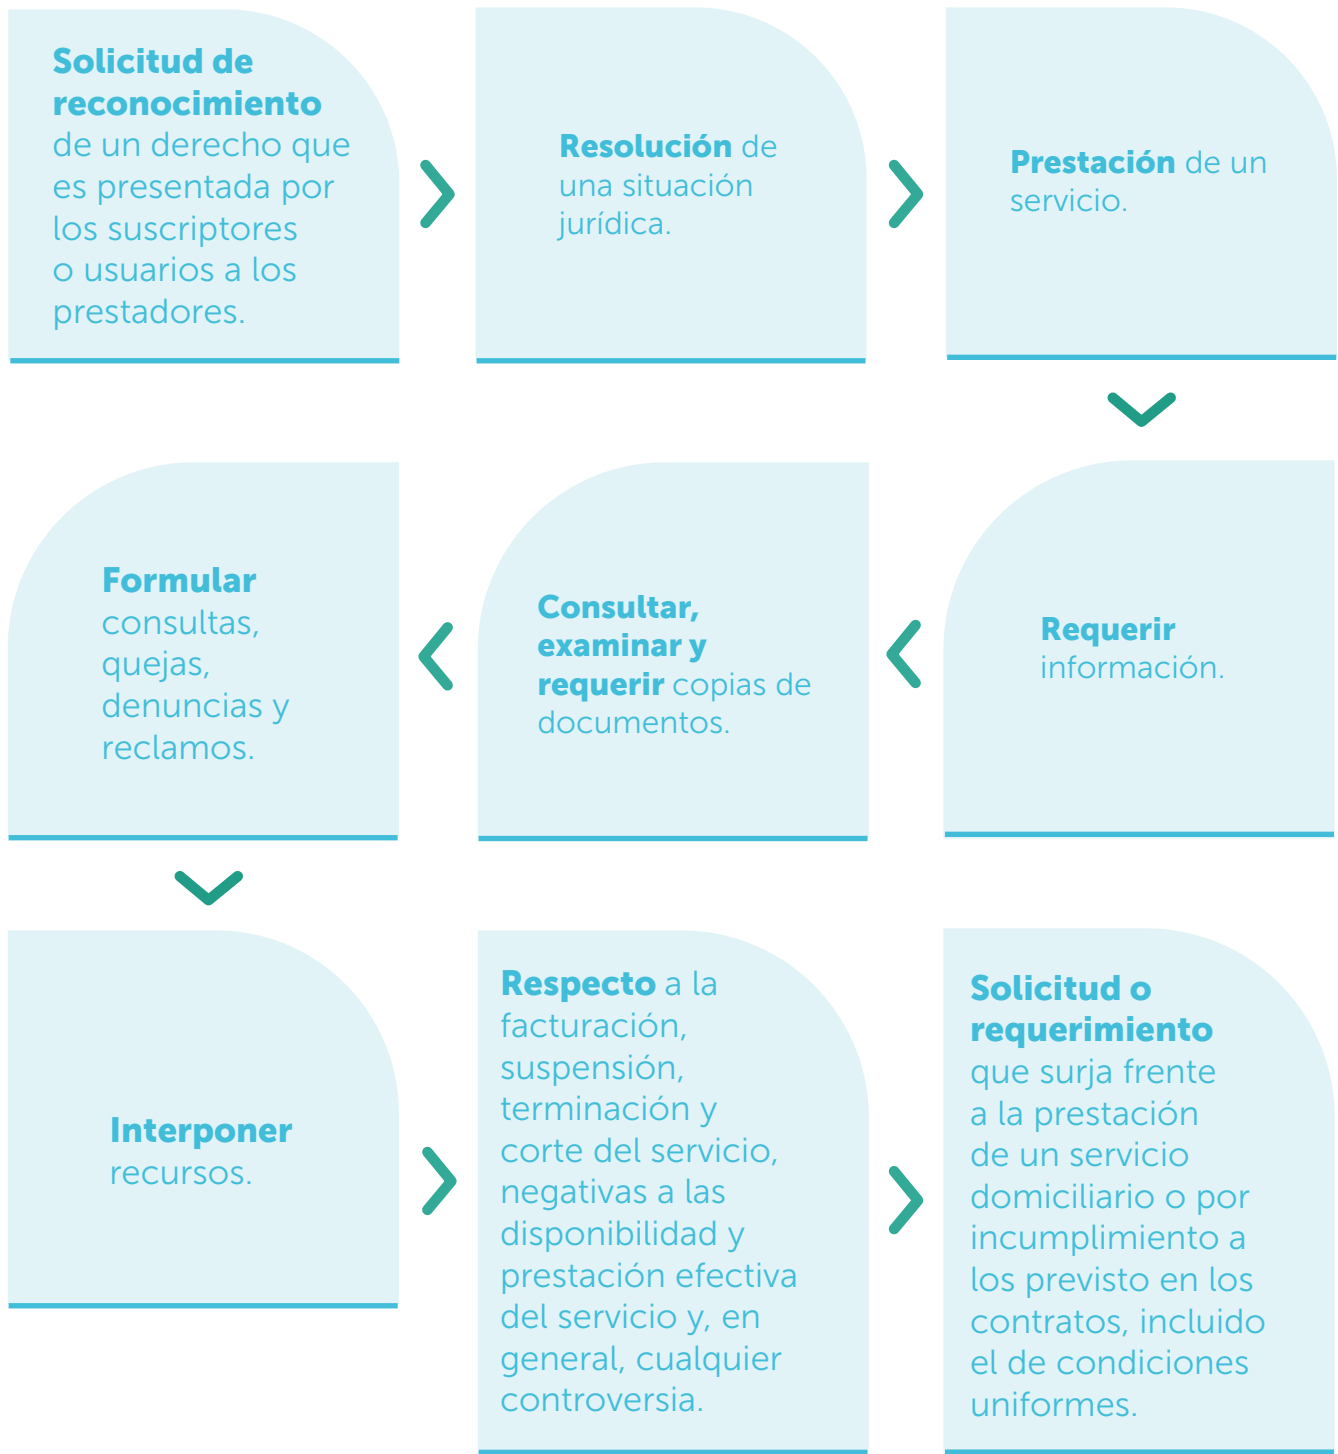 Solicitud de
reconocimiento
de un derecho que
es presentada por
los suscriptores
o usuarios a los
prestadores.
Resolución de
una situación
jurídica.
Prestación de un
servicio.
Requerir
información.
Consultar,
examinar y
requerir copias de
documentos.
Formular
consultas,
quejas,
denuncias y
reclamos.
Interponer
recursos.
Respecto a la
facturación,
suspensión,
terminación y
corte del servicio,
negativas a las
disponibilidad y
prestación efectiva
del servicio y, en
general, cualquier
controversia.
Solicitud o
requerimiento
que surja frente
a la prestación
de un servicio
domiciliario o por
incumplimiento a
los previsto en los
contratos, incluido
el de condiciones
uniformes.